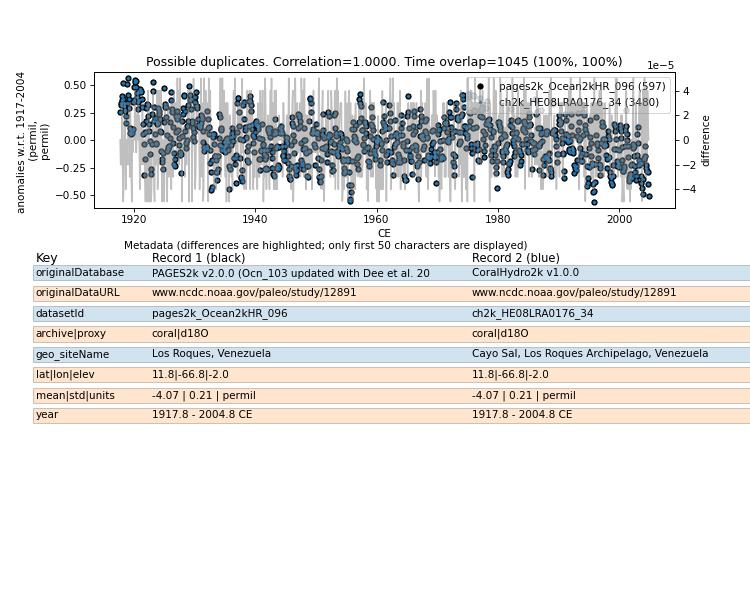 Possible duplicates. Correlation=1.0000. Time overlap=1045 (100%, 100%)
1e−5
anomalies w.r.t. 1917-2004
(permil,
permil)
0.50
0.25
0.00
−0.25
−0.50
pages2k_Ocean2kHR_096 (597)
ch2k_HE08LRA0176_34 (3480)
4
2
0
−2
−4
difference
1920 1940 1960 1980 2000
CE
Metadata (differences are highlighted; only first 50 characters are displayed)
Key Record 1 (black) Record 2 (blue)
originalDatabase PAGES2k v2.0.0 (Ocn_103 updated with Dee et al. 20 CoralHydro2k v1.0.0
originalDataURL www.ncdc.noaa.gov/paleo/study/12891 www.ncdc.noaa.gov/paleo/study/12891
datasetId pages2k_Ocean2kHR_096 ch2k_HE08LRA0176_34
archive|proxy coral|d18O coral|d18O
geo_siteName Los Roques, Venezuela Cayo Sal, Los Roques Archipelago, Venezuela
lat|lon|elev 11.8|-66.8|-2.0 11.8|-66.8|-2.0
mean|std|units -4.07 | 0.21 | permil -4.07 | 0.21 | permil
year 1917.8 - 2004.8 CE 1917.8 - 2004.8 CE